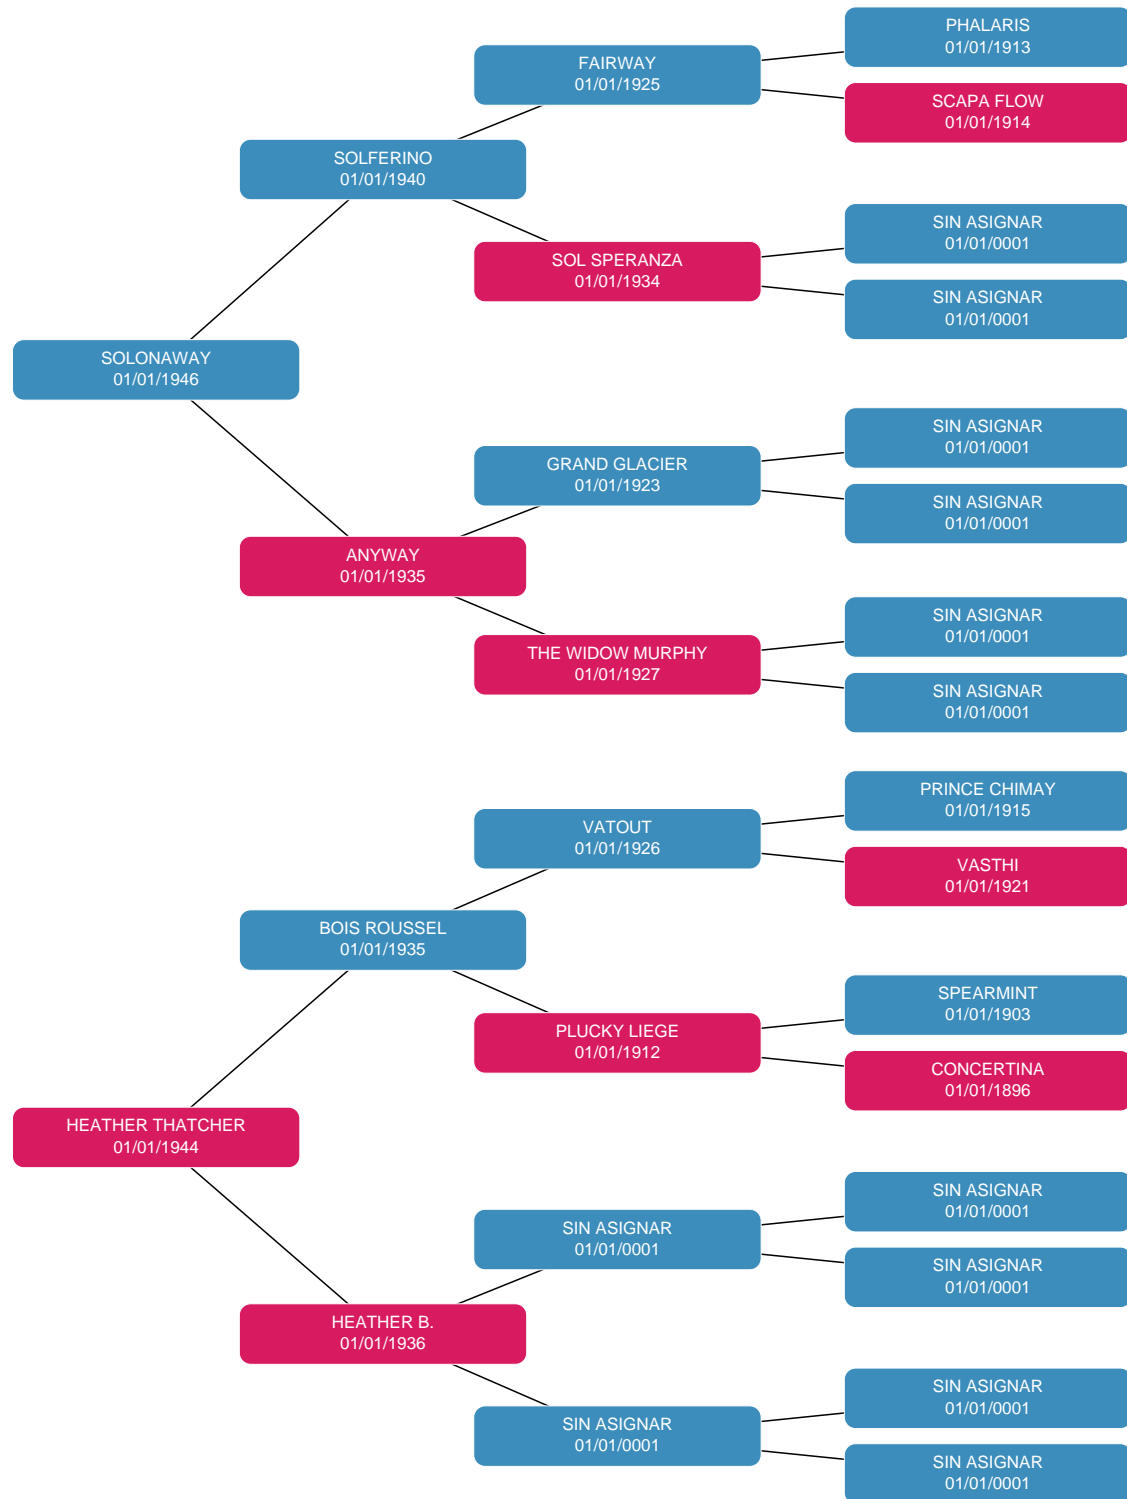 PHALARIS
01/01/1913
FAIRWAY
01/01/1925
SCAPA FLOW
01/01/1914
SOLFERINO
01/01/1940
SIN ASIGNAR
01/01/0001
SOL SPERANZA
01/01/1934
SIN ASIGNAR
01/01/0001
SOLONAWAY
01/01/1946
SIN ASIGNAR
01/01/0001
GRAND GLACIER
01/01/1923
SIN ASIGNAR
01/01/0001
ANYWAY
01/01/1935
SIN ASIGNAR
01/01/0001
THE WIDOW MURPHY
01/01/1927
SIN ASIGNAR
01/01/0001
PRINCE CHIMAY
01/01/1915
VATOUT
01/01/1926
VASTHI
01/01/1921
BOIS ROUSSEL
01/01/1935
SPEARMINT
01/01/1903
PLUCKY LIEGE
01/01/1912
CONCERTINA
01/01/1896
HEATHER THATCHER
01/01/1944
SIN ASIGNAR
01/01/0001
SIN ASIGNAR
01/01/0001
SIN ASIGNAR
01/01/0001
HEATHER B.
01/01/1936
SIN ASIGNAR
01/01/0001
SIN ASIGNAR
01/01/0001
SIN ASIGNAR
01/01/0001